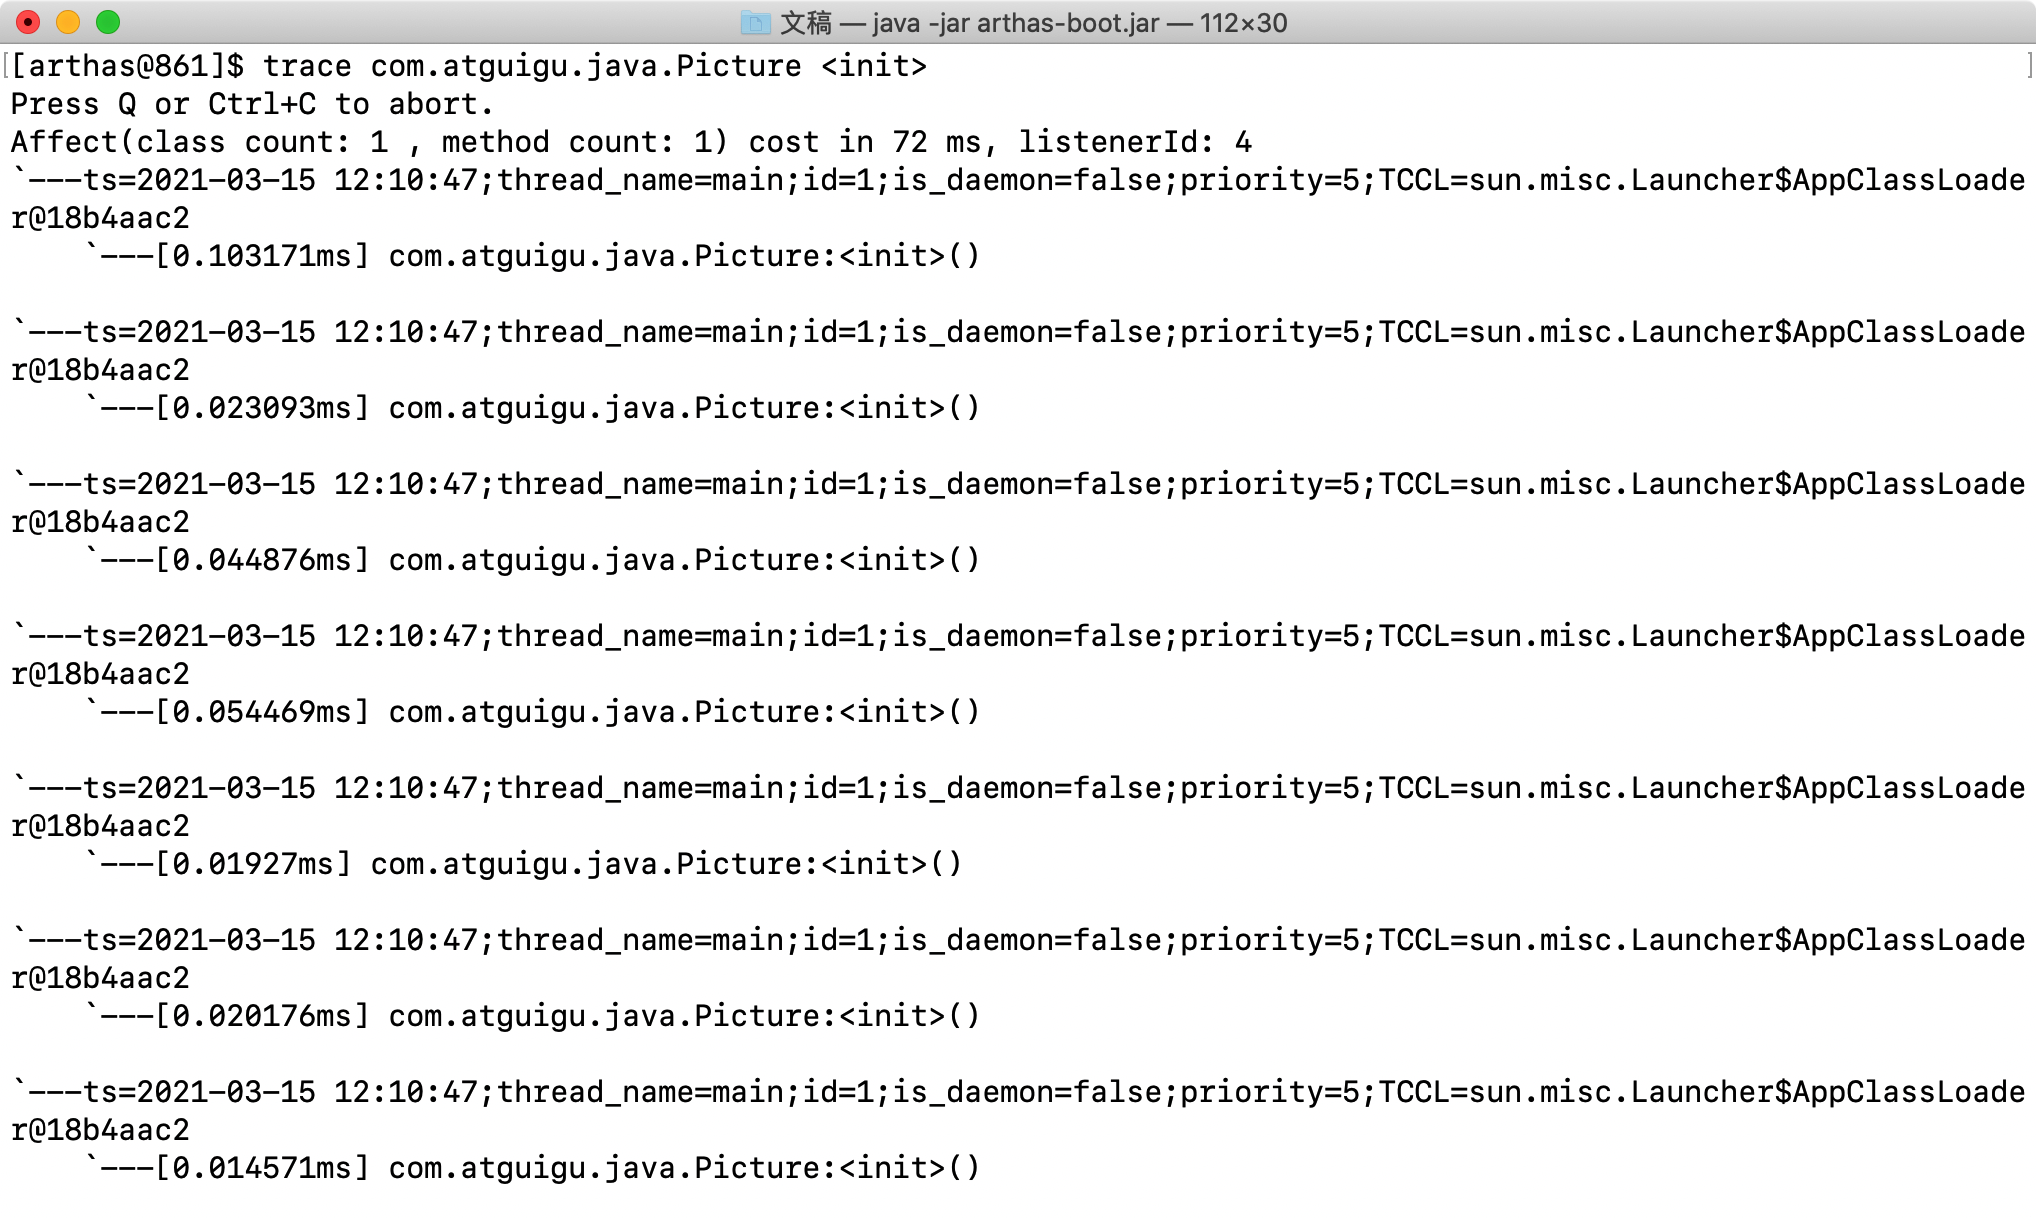 文稿 — java -jar arthas-boot.jar — 112×30
[[arthas@861]$ trace com.atguigu.java.Picture <init>]
Press Q or Ctrl+C to abort.
Affect(class count: 1 , method count: 1) cost in 72 ms, listenerId: 4
`---ts=2021-03-15 12:10:47;thread_name=main;id=1;is_daemon=false;priority=5;TCCL=sun.misc.Launcher$AppClassLoade
r@18b4aac2
    `---[0.103171ms] com.atguigu.java.Picture:<init>()
`---ts=2021-03-15 12:10:47;thread_name=main;id=1;is_daemon=false;priority=5;TCCL=sun.misc.Launcher$AppClassLoade
r@18b4aac2
    `---[0.023093ms] com.atguigu.java.Picture:<init>()
`---ts=2021-03-15 12:10:47;thread_name=main;id=1;is_daemon=false;priority=5;TCCL=sun.misc.Launcher$AppClassLoade
r@18b4aac2
    `---[0.044876ms] com.atguigu.java.Picture:<init>()
`---ts=2021-03-15 12:10:47;thread_name=main;id=1;is_daemon=false;priority=5;TCCL=sun.misc.Launcher$AppClassLoade
r@18b4aac2
    `---[0.054469ms] com.atguigu.java.Picture:<init>()
`---ts=2021-03-15 12:10:47;thread_name=main;id=1;is_daemon=false;priority=5;TCCL=sun.misc.Launcher$AppClassLoade
r@18b4aac2
    `---[0.01927ms] com.atguigu.java.Picture:<init>()
`---ts=2021-03-15 12:10:47;thread_name=main;id=1;is_daemon=false;priority=5;TCCL=sun.misc.Launcher$AppClassLoade
r@18b4aac2
    `---[0.020176ms] com.atguigu.java.Picture:<init>()
`---ts=2021-03-15 12:10:47;thread_name=main;id=1;is_daemon=false;priority=5;TCCL=sun.misc.Launcher$AppClassLoade
r@18b4aac2
    `---[0.014571ms] com.atguigu.java.Picture:<init>()